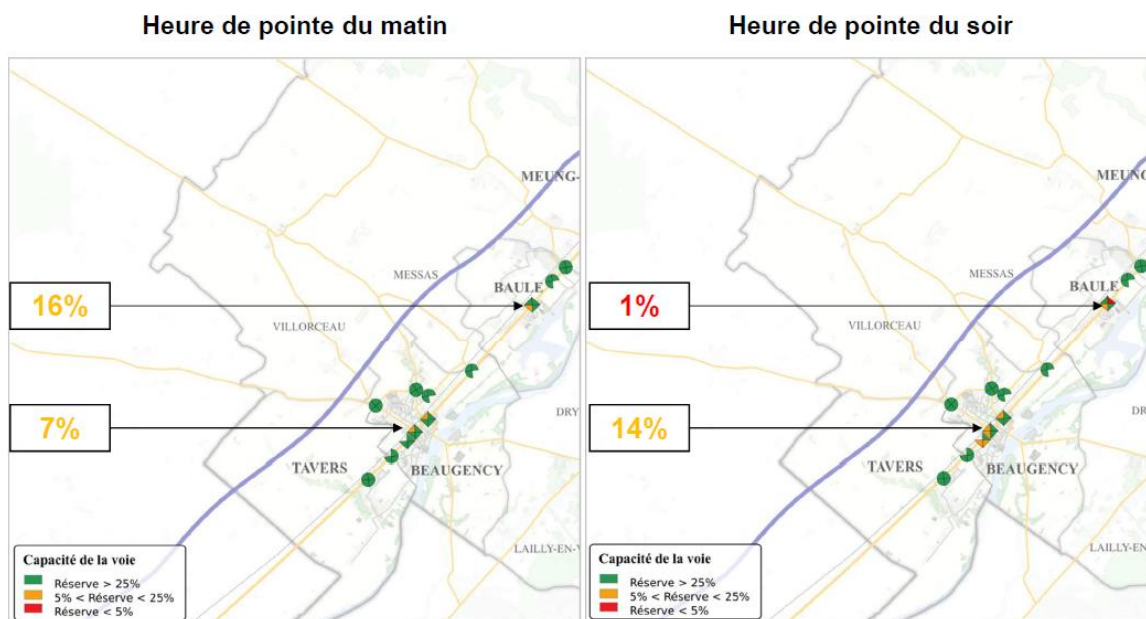 Heure de pointe du matin
Heure de pointe du soir
MEUNG-
MESSAS
BAULE
16%
VILLORCEAU
DRY
7%
TAVERS
BEAUGENCY
LAILLY-EN-V
Capacité de la voie
Réserve > 25%
5% < Réserve < 25%
Réserve < 5%
MEUNG
MESSAS
BAULE
1%
VILLORCEAU
DR
14%
TAVERS
BEAUGENCY
LAILLY-EN
Capacité de la voie
Réserve > 25%
5% < Réserve < 25%
Réserve < 5%